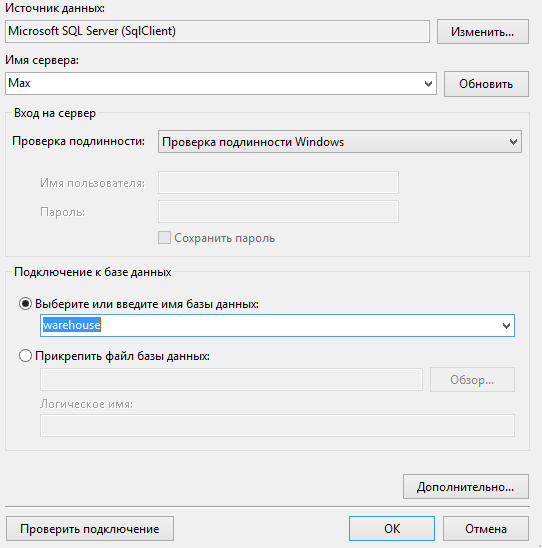 Источник данных:
Microsoft SQL Server (SqlClient)
Изменить...
Имя сервера:
Max
Обновить
Вход на сервер
Проверка подлинности:
Проверка подлинности Windows
Имя пользователя:
Пароль:
Сохранить пароль
Подключение к базе данных
Выберите или введите имя базы данных:
warehouse
Прикрепить файл базы данных:
Обзор...
Логическое имя:
Дополнительно...
Проверить подключение
OK
Отмена